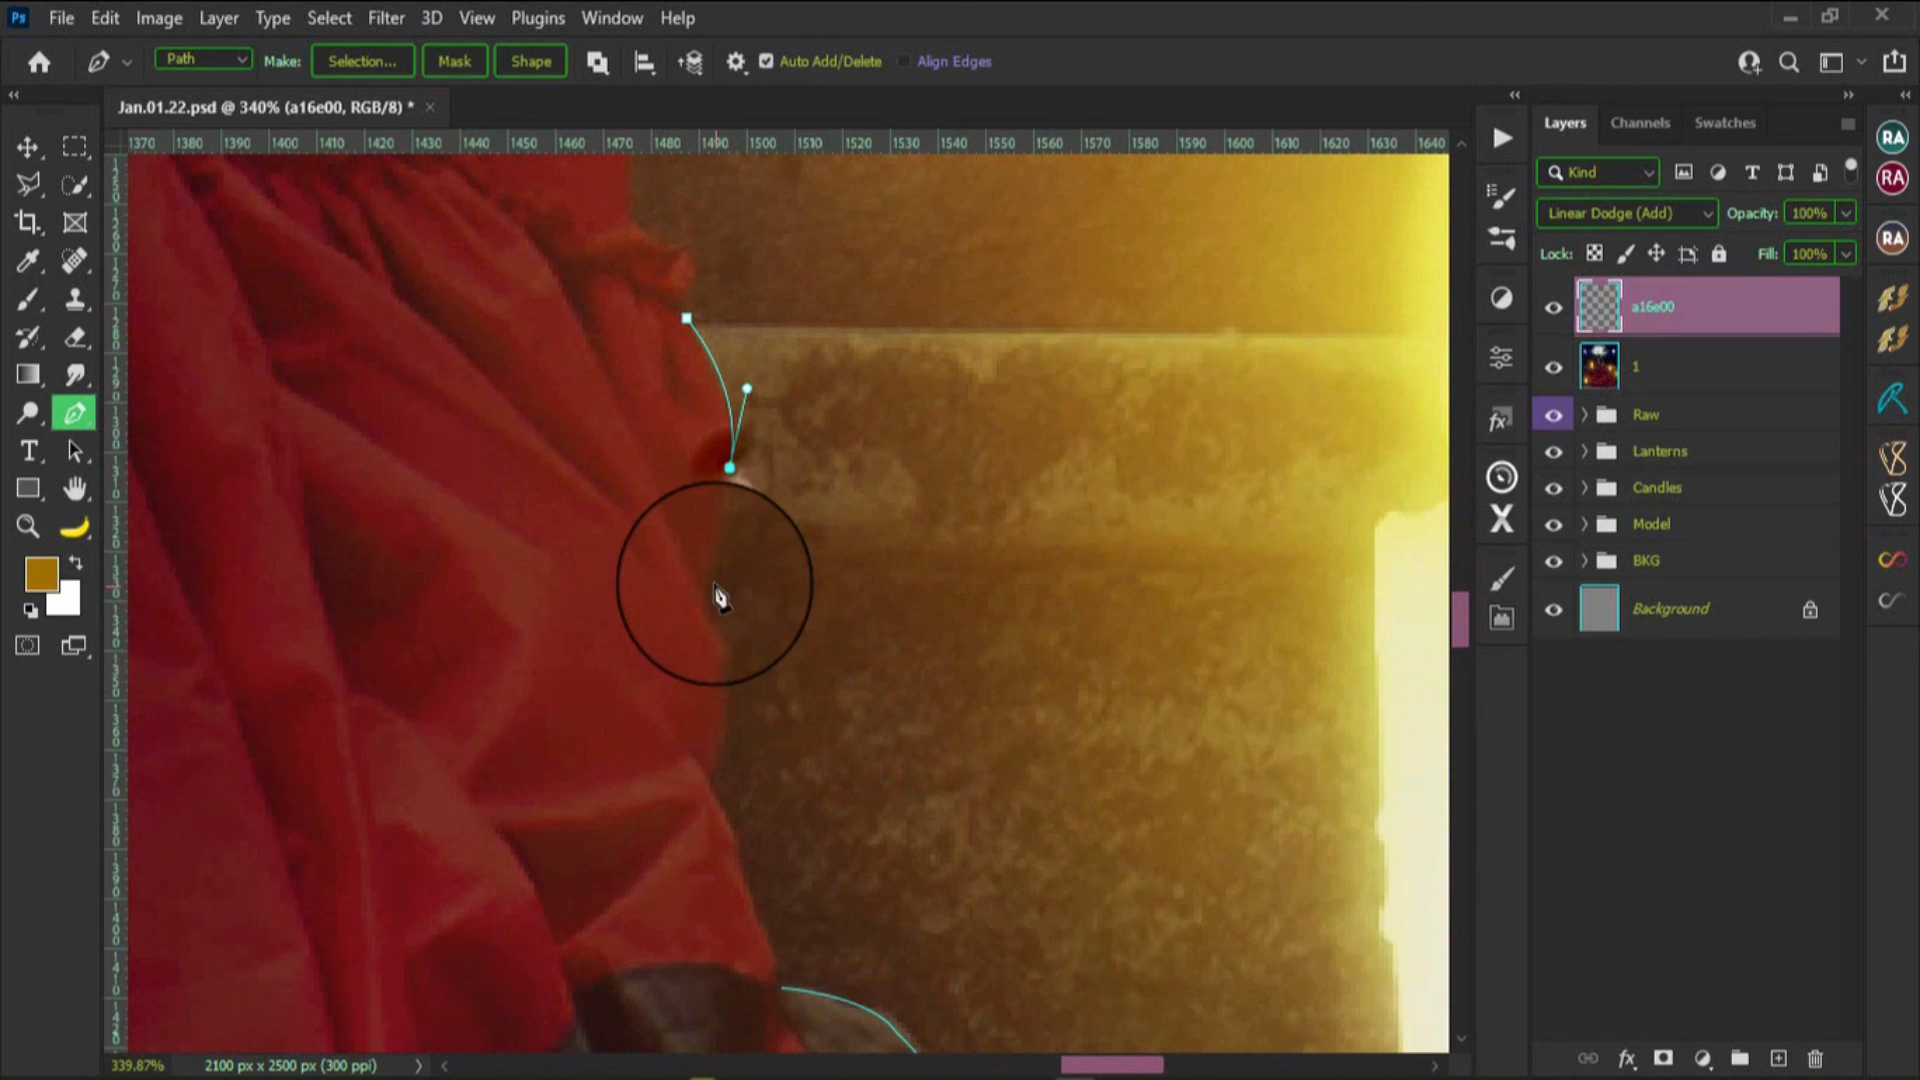 Ps File Edit Image Layer Type Select Filter 3D View Plugins Window Help
Path Make: Selection... Mask Shape Auto Add/Delete Align Edges
Jan.01.22.psd @ 340% (a16e00, RGB/8) *
1370 1380 1390 1400 1410 1420 1430 1440 1450 1460 1470 1480 1490 1500 1510 1520 1530 1540 1550 1560 1570 1580 1590 1600 1610 1620 1630 1640
Layers Channels Swatches
Kind
Linear Dodge (Add) Opacity: 100%
Lock: Fill: 100%
a16e00
1
Raw
Lanterns
Candles
Model
BKG
Background
RA
RA
RA
339.87% 2100 px x 2500 px (300 ppi)